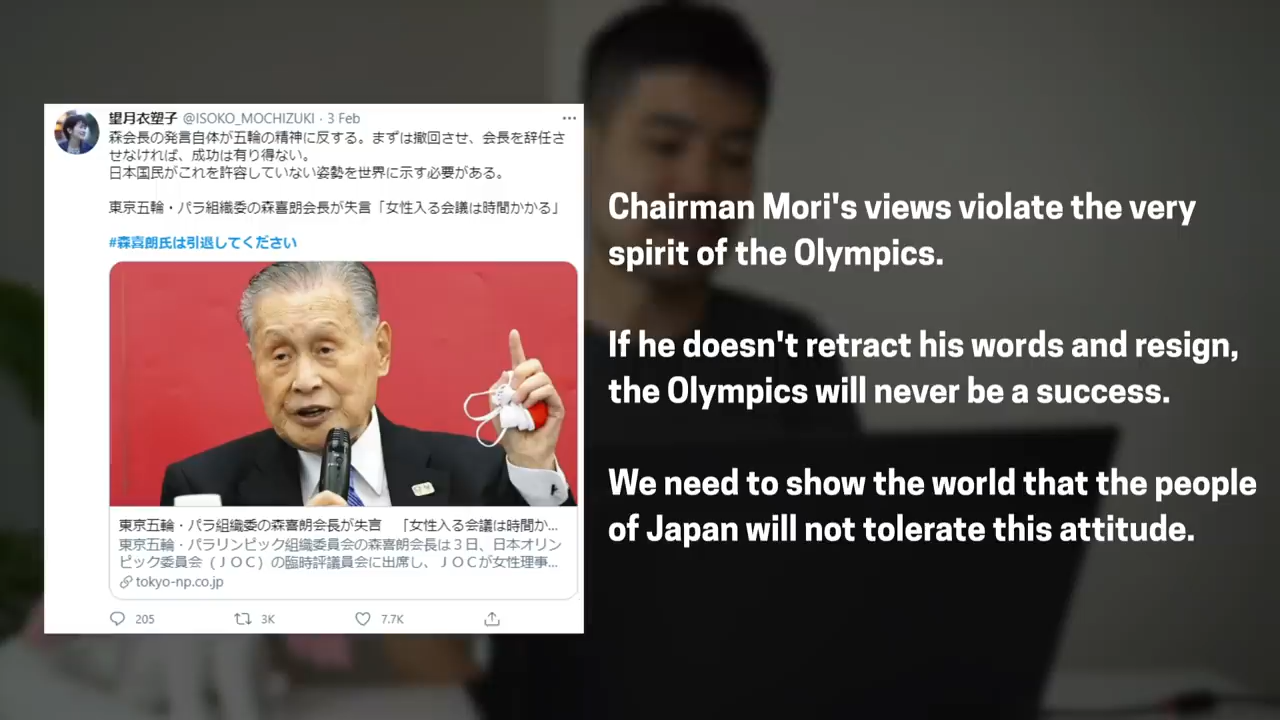 望月衣塑子 @ISOKO_MOCHIZUKI · 3 Feb
森会長の発言自体が五輪の精神に反する。まずは撤回させ、会長を辞任さ
せなければ、成功は有り得ない。
日本国民がこれを許容していない姿勢を世界に示す必要がある。
東京五輪・パラ組織委の森喜朗会長が失言「女性入る会議は時間かかる」
#森喜朗氏は引退してください
東京五輪・パラ組織委の森喜朗会長が失言 「女性入る会議は時間か...
東京五輪・パラリンピック組織委員会の森喜朗会長は３日、日本オリン
ピック委員会（ＪＯＣ）の臨時評議員会に出席し、ＪＯＣが女性理事...
tokyo-np.co.jp
205 3K 7.7K
Chairman Mori's views violate the very
spirit of the Olympics.
If he doesn't retract his words and resign,
the Olympics will never be a success.
We need to show the world that the people
of Japan will not tolerate this attitude.